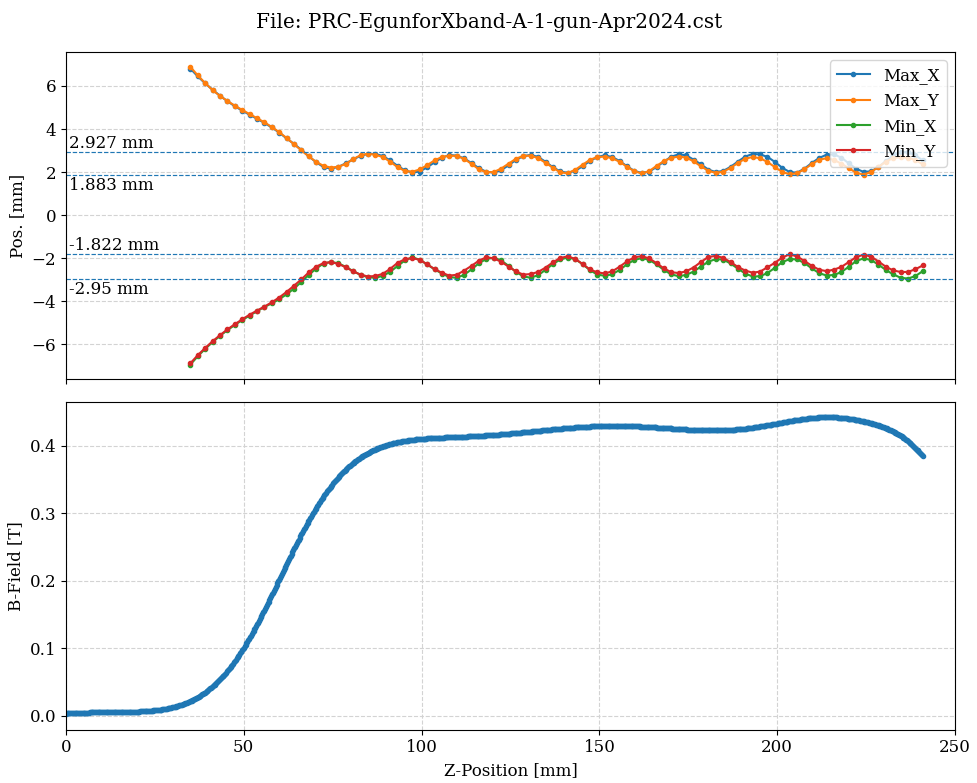 File: PRC-EgunforXband-A-1-gun-Apr2024.cst
Pos. [mm]
6
4
2
0
−2
−4
−6
2.927 mm
1.883 mm
-1.822 mm
-2.95 mm
Max_X
Max_Y
Min_X
Min_Y
B-Field [T]
0.4
0.3
0.2
0.1
0.0
0
50
100
150
200
250
Z-Position [mm]